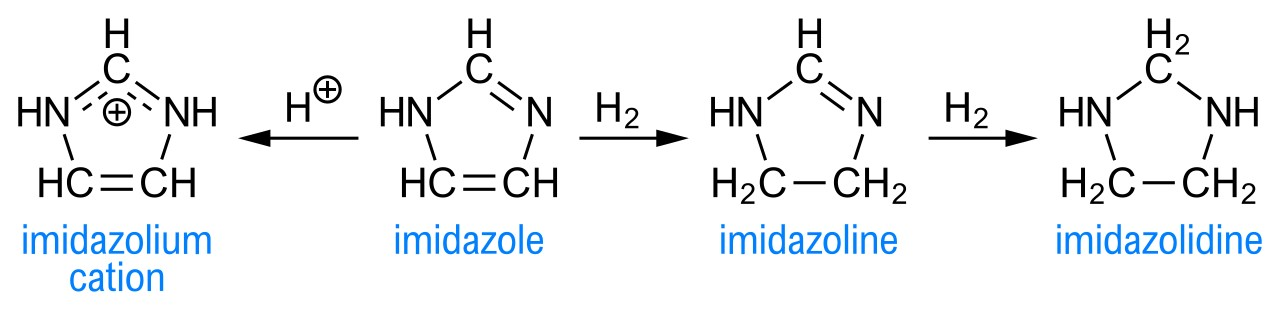 H H H H₂
C H⊕ C C C
HN ⊕ NH HN N H₂ HN N H₂ HN NH
HC=CH HC=CH H₂C–CH₂ H₂C–CH₂
imidazolium imidazole imidazoline imidazolidine
cation